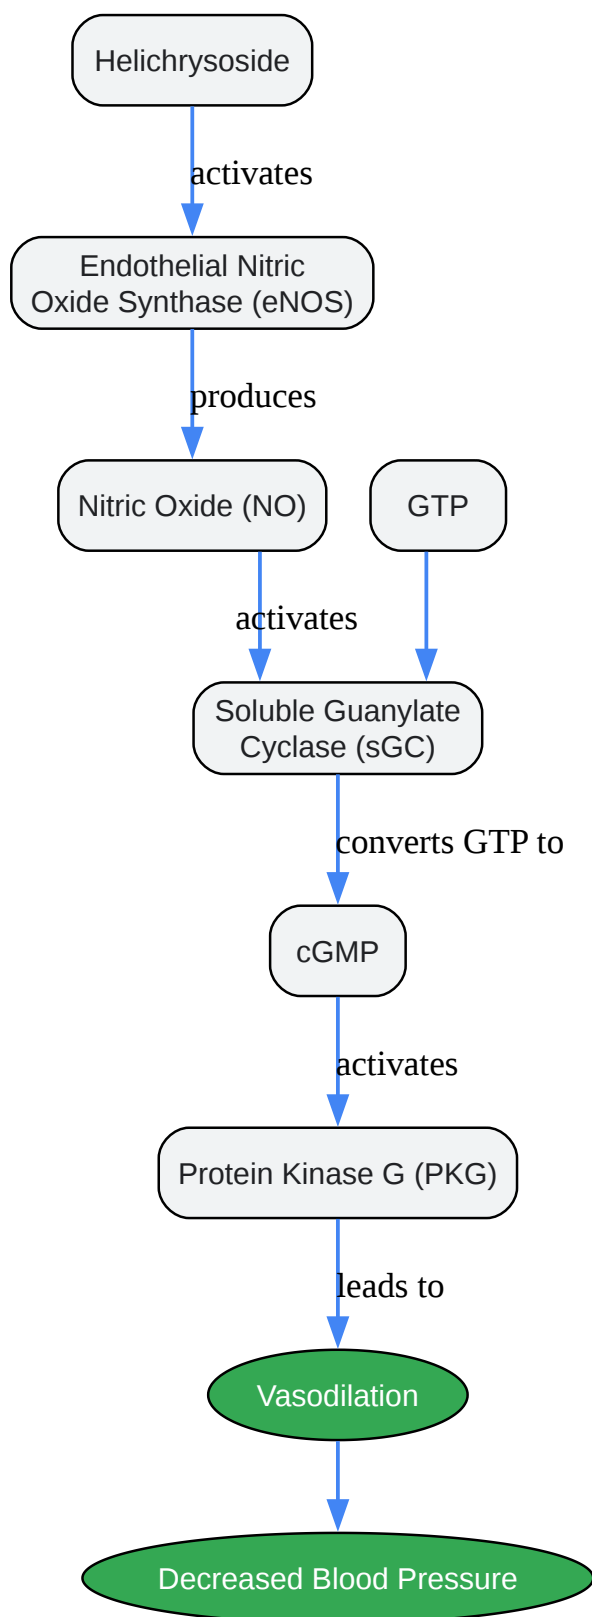 Helichrysoside
activates
Endothelial Nitric
Oxide Synthase (eNOS)
produces
Nitric Oxide (NO)
GTP
activates
Soluble Guanylate
Cyclase (sGC)
converts GTP to
cGMP
activates
Protein Kinase G (PKG)
leads to
Vasodilation
Decreased Blood Pressure